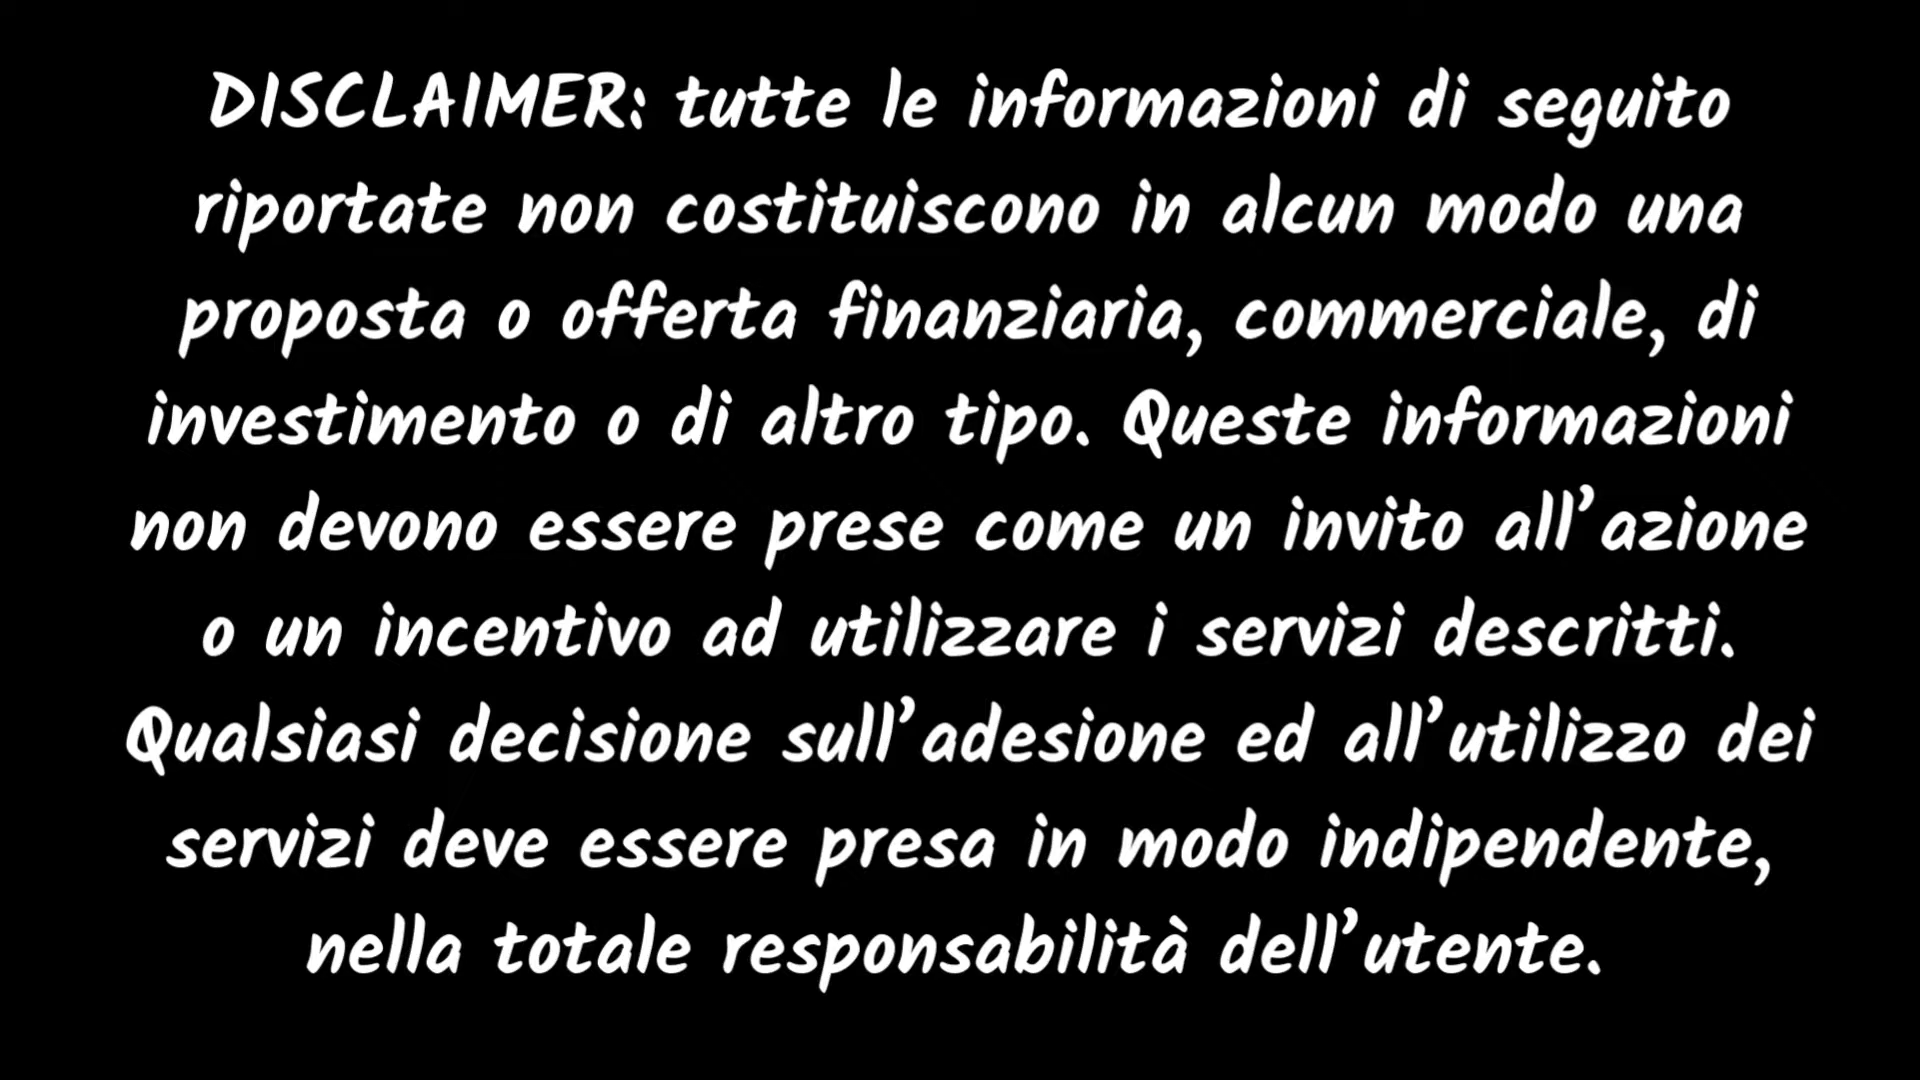 DISCLAIMER: tutte le informazioni di seguito
riportate non costituiscono in alcun modo una
proposta o offerta finanziaria, commerciale, di
investimento o di altro tipo. Queste informazioni
non devono essere prese come un invito all’azione
o un incentivo ad utilizzare i servizi descritti.
Qualsiasi decisione sull’adesione ed all’utilizzo dei
servizi deve essere presa in modo indipendente,
nella totale responsabilità dell’utente.